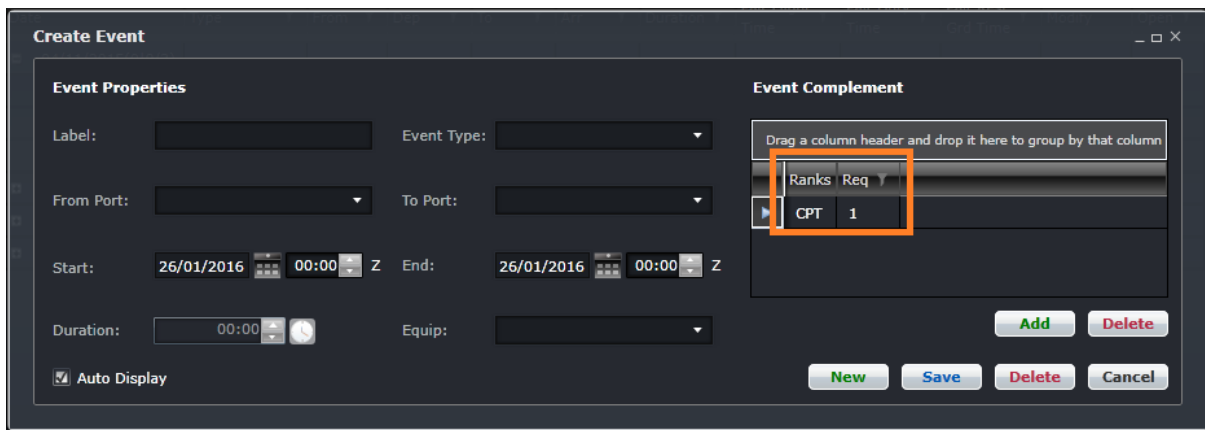 Create Event
Event Properties
Event Complement
Label:
Event Type:
Drag a column header and drop it here to group by that column
Ranks Req
From Port:
To Port:
CPT 1
Start: 26/01/2016 00:00 Z
End: 26/01/2016 00:00 Z
Duration: 00:00
Equip:
Add Delete
Auto Display
New Save Delete Cancel